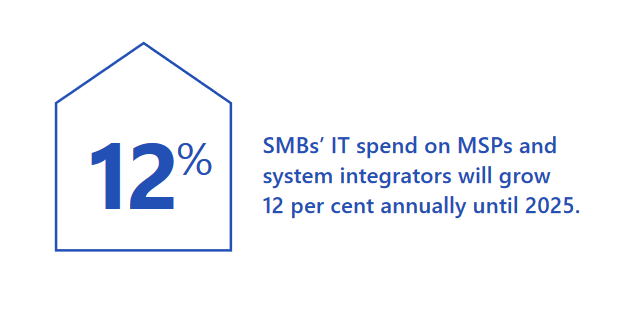 12%
SMBs’ IT spend on MSPs and
system integrators will grow
12 per cent annually until 2025.